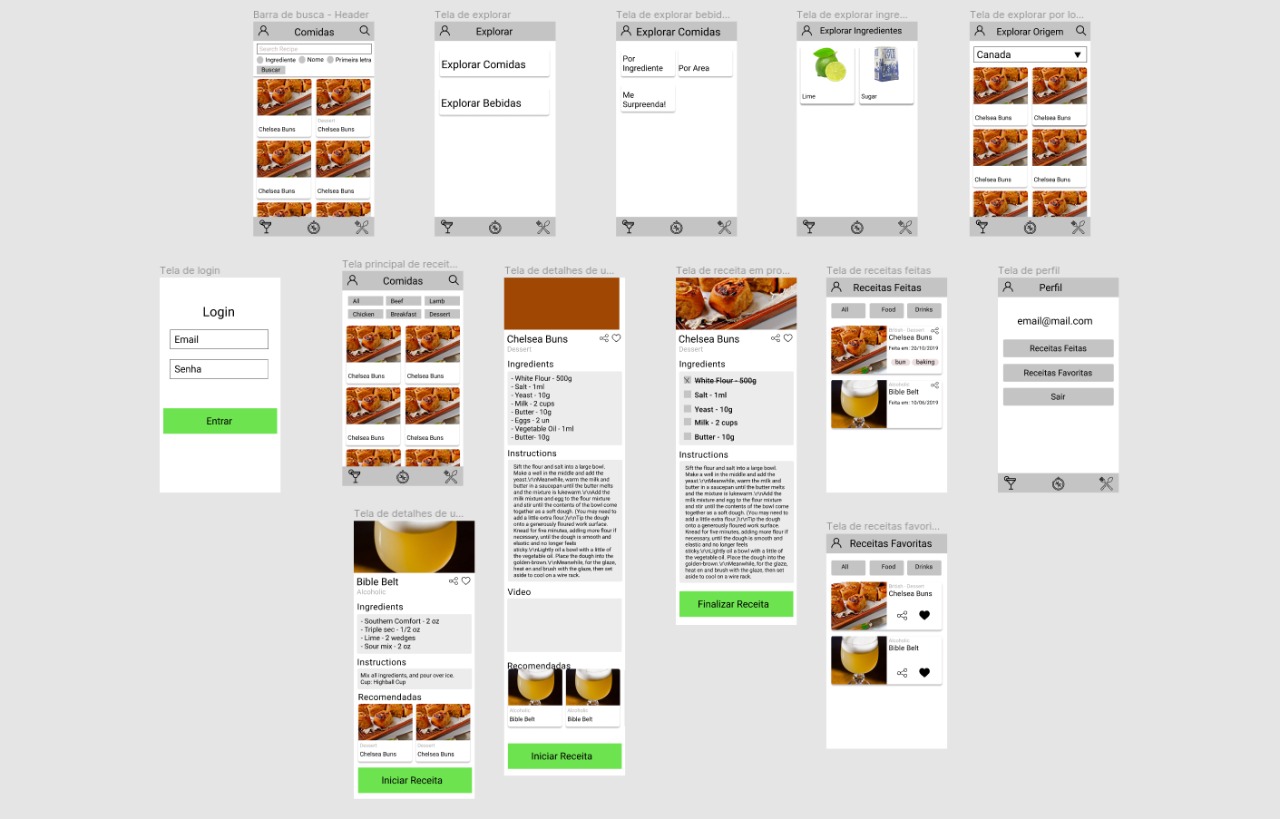 Barra de busca - Header
Comidas
Search Recipe
Ingrediente Nome Primeira letra
Buscar
Chelsea Buns
Dessert
Chelsea Buns
Chelsea Buns
Chelsea Buns
Tela de explorar
Explorar
Explorar Comidas
Explorar Bebidas
Tela de explorar bebid...
Explorar Comidas
Por
Ingrediente
Por Area
Me
Surpreenda!
Tela de explorar ingre...
Explorar Ingredientes
Lime
Sugar
Tela de explorar por lo...
Explorar Origem
Canada
Chelsea Buns
Chelsea Buns
Chelsea Buns
Chelsea Buns
Tela de login
Login
Email
Senha
Entrar
Tela principal de receit...
Comidas
All
Beef
Lamb
Chicken
Breakfast
Dessert
Chelsea Buns
Chelsea Buns
Chelsea Buns
Chelsea Buns
Tela de detalhes de u...
Chelsea Buns
Dessert
Ingredients
- White Flour - 500g
- Salt - 1ml
- Yeast - 10g
- Milk - 2 cups
- Butter - 10g
- Eggs - 2 un
- Vegetable Oil - 1ml
- Butter- 10g
Instructions
Sift the flour and salt into a large bowl.
Make a well in the middle and add the
yeast.\r\nMeanwhile, warm the milk and
butter in a saucepan until the butter melts
and the mixture is lukewarm.\r\nAdd the
milk mixture and egg to the flour mixture
and stir until the contents of the bowl come
together as a soft dough. (You may need to
add a little extra flour.)\r\nTip the dough
onto a generously floured work surface.
Knead for five minutes, adding more flour if
necessary, until the dough is smooth and
elastic and no longer feels
sticky.\r\nLightly oil a bowl with a little of
the vegetable oil. Place the dough into the
golden-brown.\r\nMeanwhile, for the glaze,
heat en and brush with the glaze, then set
aside to cool on a wire rack.
Video
Recomendadas
Alcoholic
Bible Belt
Alcoholic
Bible Belt
Iniciar Receita
Tela de receita em pro...
Chelsea Buns
Dessert
Ingredients
White Flour - 500g
Salt - 1ml
Yeast - 10g
Milk - 2 cups
Butter - 10g
Instructions
Sift the flour and salt into a large bowl.
Make a well in the middle and add the
yeast.\r\nMeanwhile, warm the milk and
butter in a saucepan until the butter melts
and the mixture is lukewarm.\r\nAdd the
milk mixture and egg to the flour mixture
and stir until the contents of the bowl come
together as a soft dough. (You may need to
add a little extra flour.)\r\nTip the dough
onto a generously floured work surface.
Knead for five minutes, adding more flour if
necessary, until the dough is smooth and
elastic and no longer feels
sticky.\r\nLightly oil a bowl with a little of
the vegetable oil. Place the dough into the
golden-brown.\r\nMeanwhile, for the glaze,
heat en and brush with the glaze, then set
aside to cool on a wire rack.
Finalizar Receita
Tela de receitas feitas
Receitas Feitas
All
Food
Drinks
British - Dessert
Chelsea Buns
Feita em: 20/10/2019
bun
baking
Alcoholic
Bible Belt
Feita em: 10/06/2019
Tela de perfil
Perfil
email@mail.com
Receitas Feitas
Receitas Favoritas
Sair
Tela de detalhes de u...
Bible Belt
Alcoholic
Ingredients
- Southern Comfort - 2 oz
- Triple sec - 1/2 oz
- Lime - 2 wedges
- Sour mix - 2 oz
Instructions
Mix all ingredients, and pour over ice.
Cup: Highball Cup
Recomendadas
Dessert
Chelsea Buns
Dessert
Chelsea Buns
Iniciar Receita
Tela de receitas favori...
Receitas Favoritas
All
Food
Drinks
British - Dessert
Chelsea Buns
Alcoholic
Bible Belt